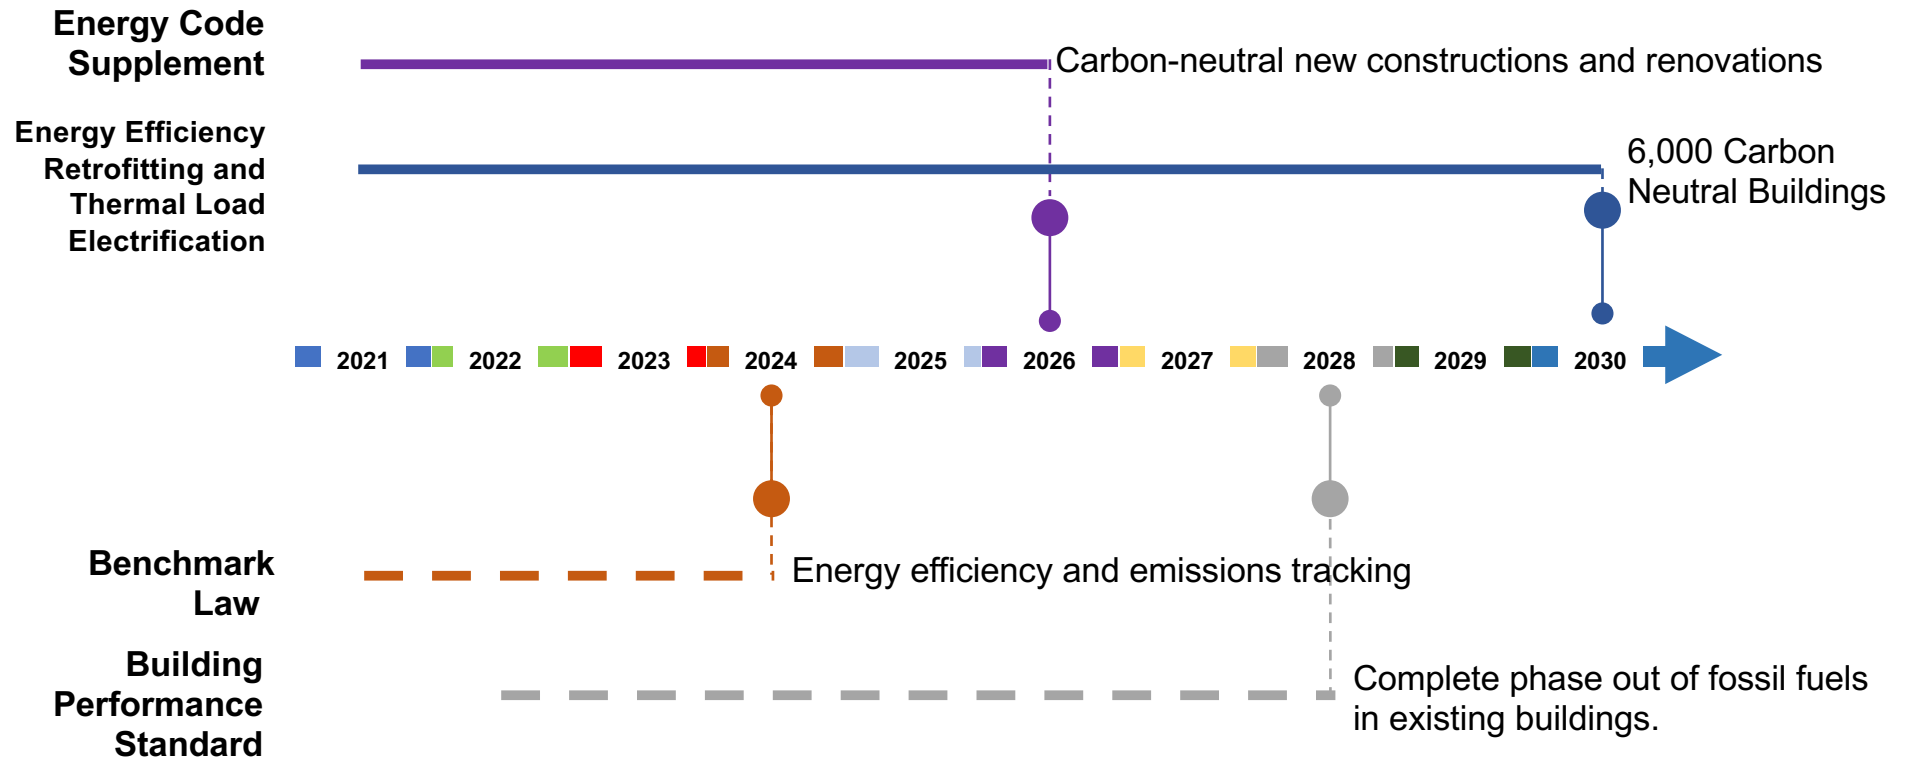 Energy Code
Supplement
Carbon-neutral new constructions and renovations
Energy Efficiency
Retrofitting and
Thermal Load
Electrification
6,000 Carbon
Neutral Buildings
2021 2022 2023 2024 2025 2026 2027 2028 2029 2030
Benchmark
Law
Energy efficiency and emissions tracking
Building
Performance
Standard
Complete phase out of fossil fuels
in existing buildings.